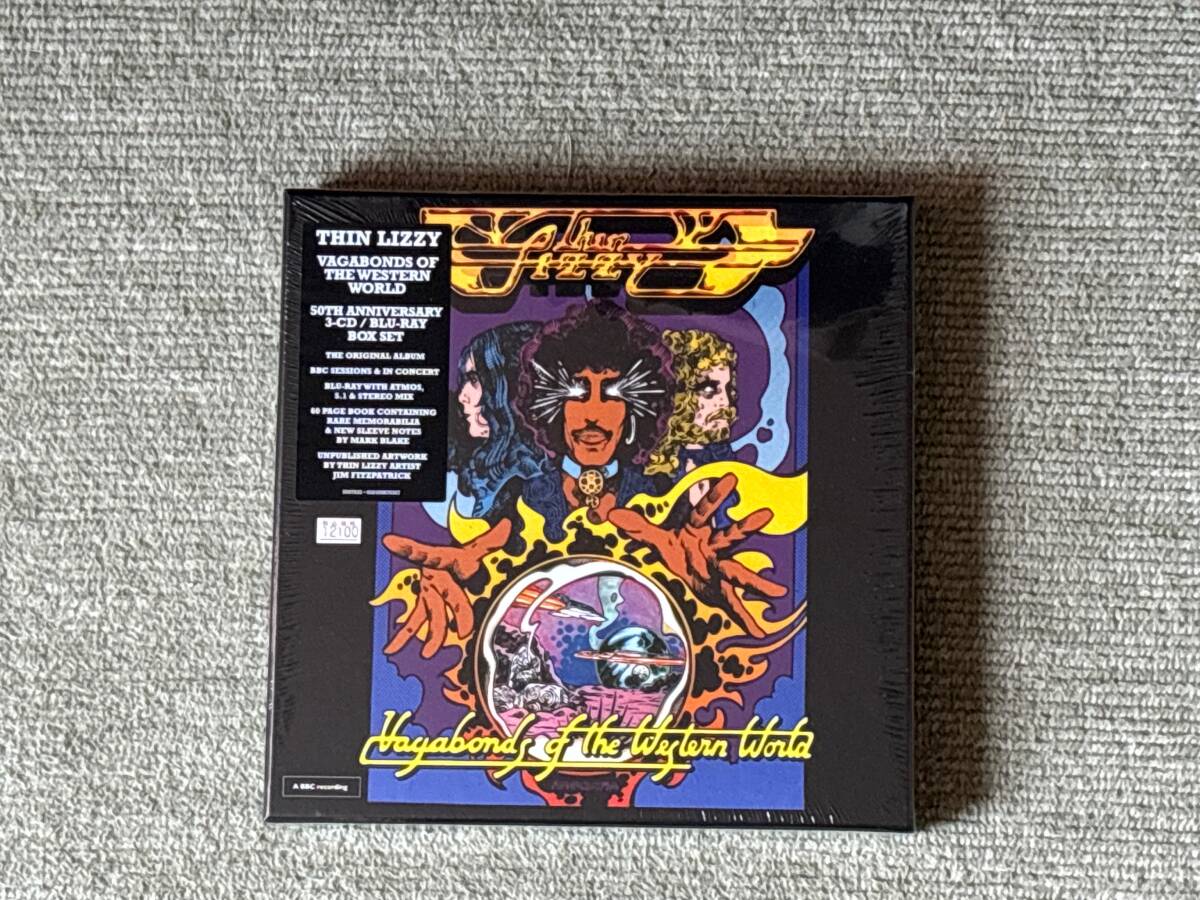 THIN LIZZY
VAGABONDS OF
THE WESTERN
WORLD
50TH ANNIVERSARY
3-CD / BLU-RAY
BOX SET
THE ORIGINAL ALBUM
BBC SESSIONS & IN CONCERT
BLU-RAY WITH ATMOS,
5.1 & STEREO MIX
60 PAGE BOOK CONTAINING
RARE MEMORABILIA
& NEW SLEEVE NOTES
BY MARK BLAKE
UNPUBLISHED ARTWORK
BY THIN LIZZY ARTIST
JIM FITZPATRICK
12100
Thin
Lizzy
Vagabonds of the Western World
A BBC recording